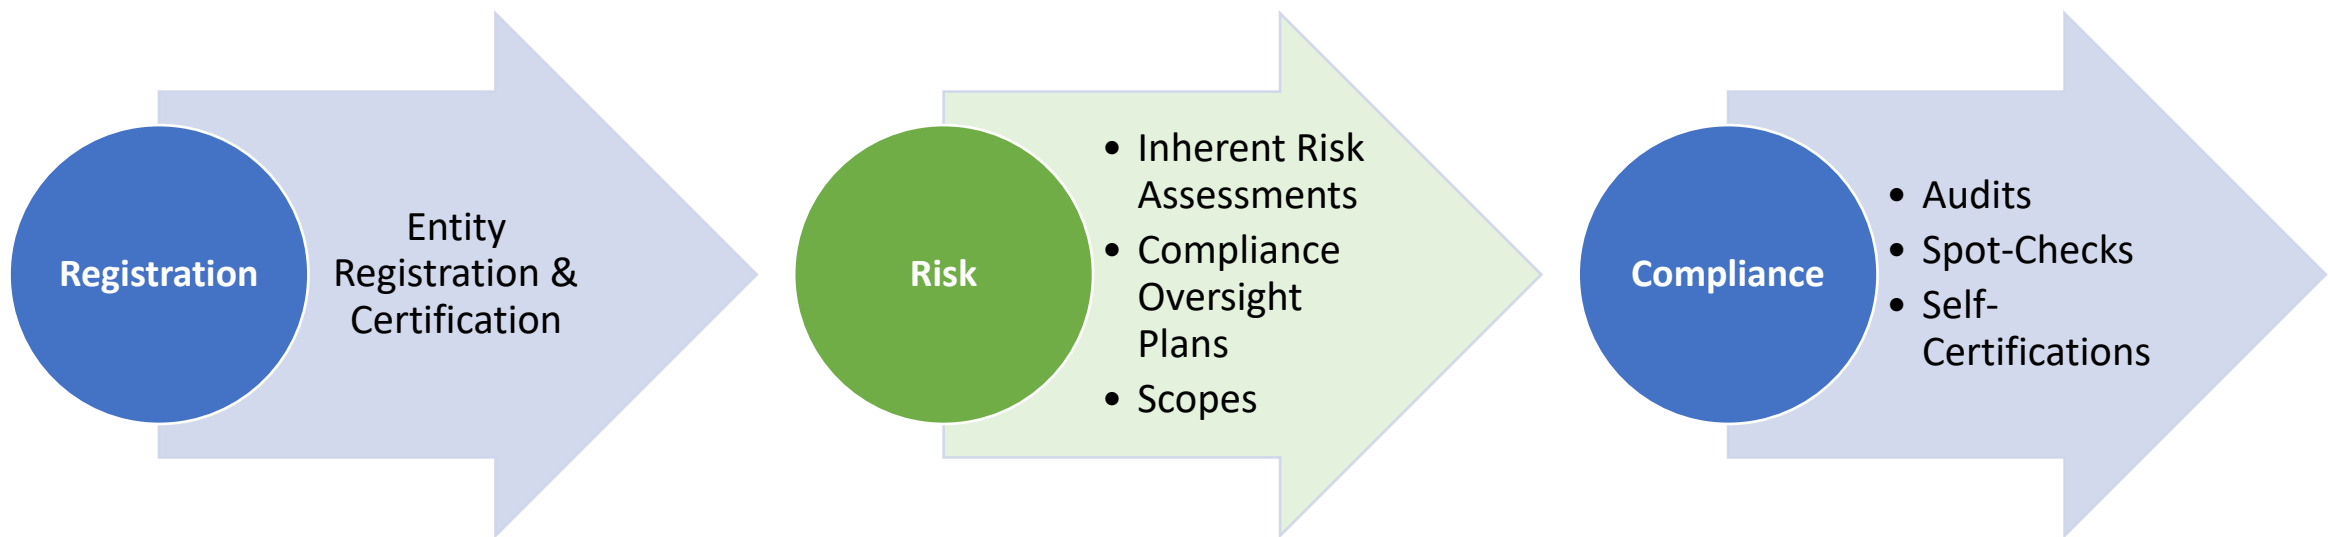 Registration
Entity
Registration &
Certification
Risk
• Inherent Risk
Assessments
• Compliance
Oversight
Plans
• Scopes
Compliance
• Audits
• Spot-Checks
• Self-
Certifications